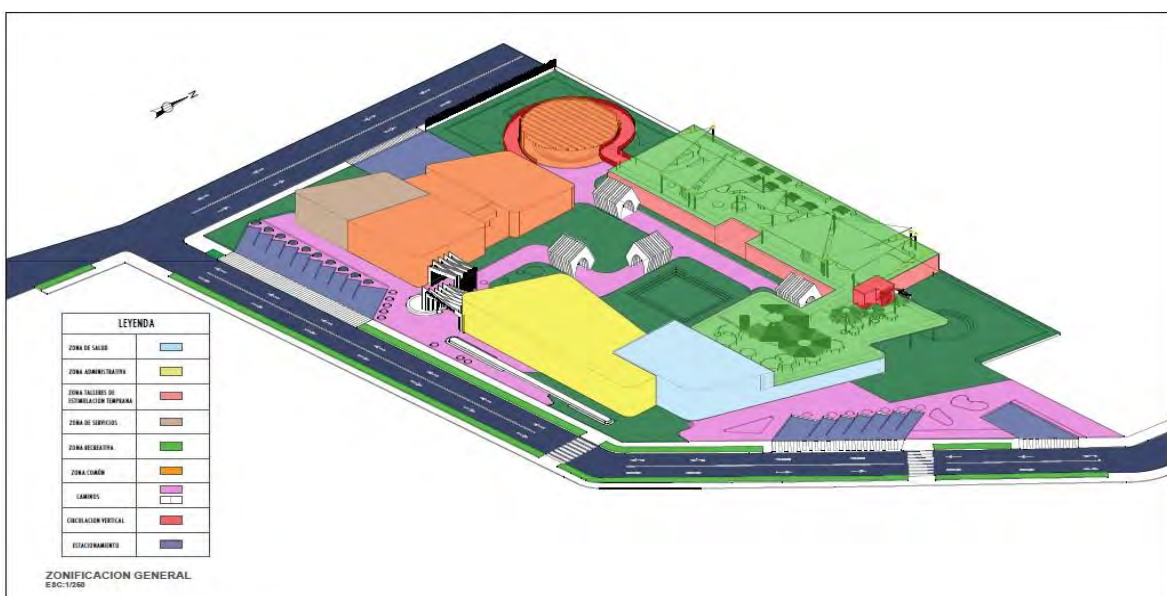 N
LEYENDA
ZONA DE SALUD
ZONA ADMINISTRATIVA
ZONA TALLERES DE
ESTIMULACION TEMPRANA
ZONA DE SERVICIOS
ZONA RECREATIVA
ZONA COMÚN
CAMINOS
CIRCULACION VERTICAL
ESTACIONAMIENTO
ZONIFICACION GENERAL
ESC:1/250